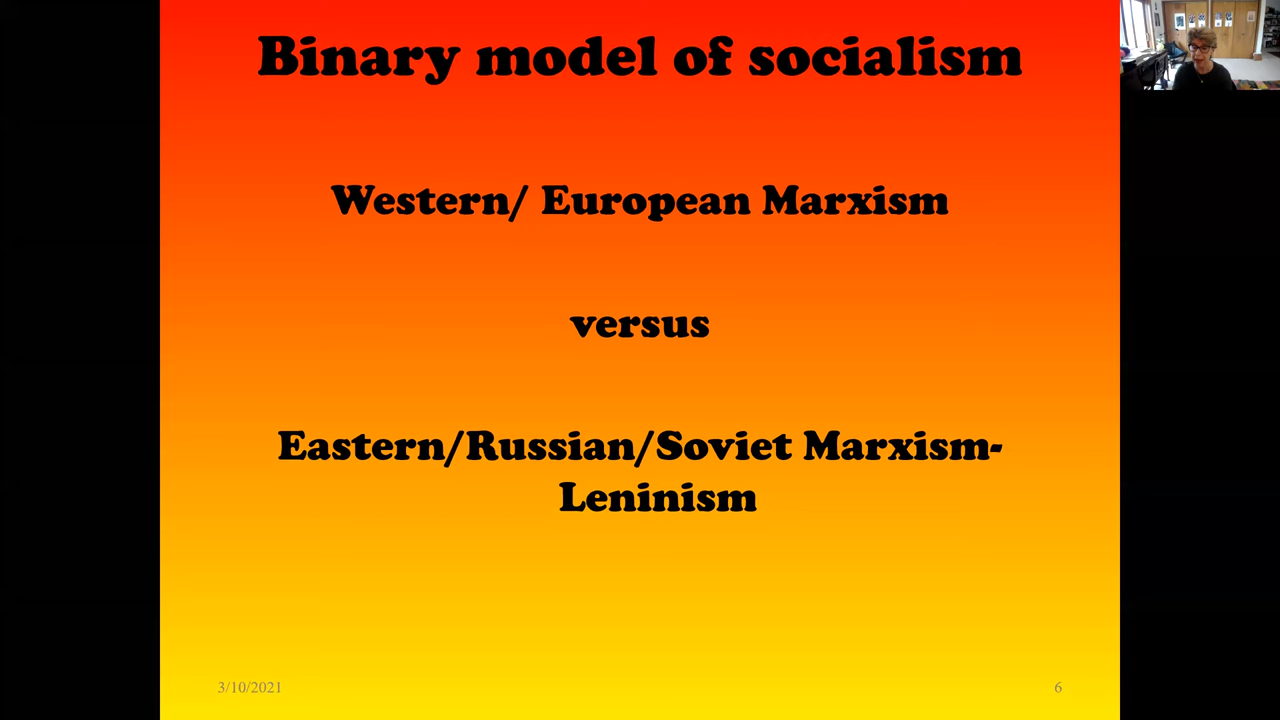 Binary model of socialism
Western/ European Marxism
versus
Eastern/Russian/Soviet Marxism-
Leninism
3/10/2021
6